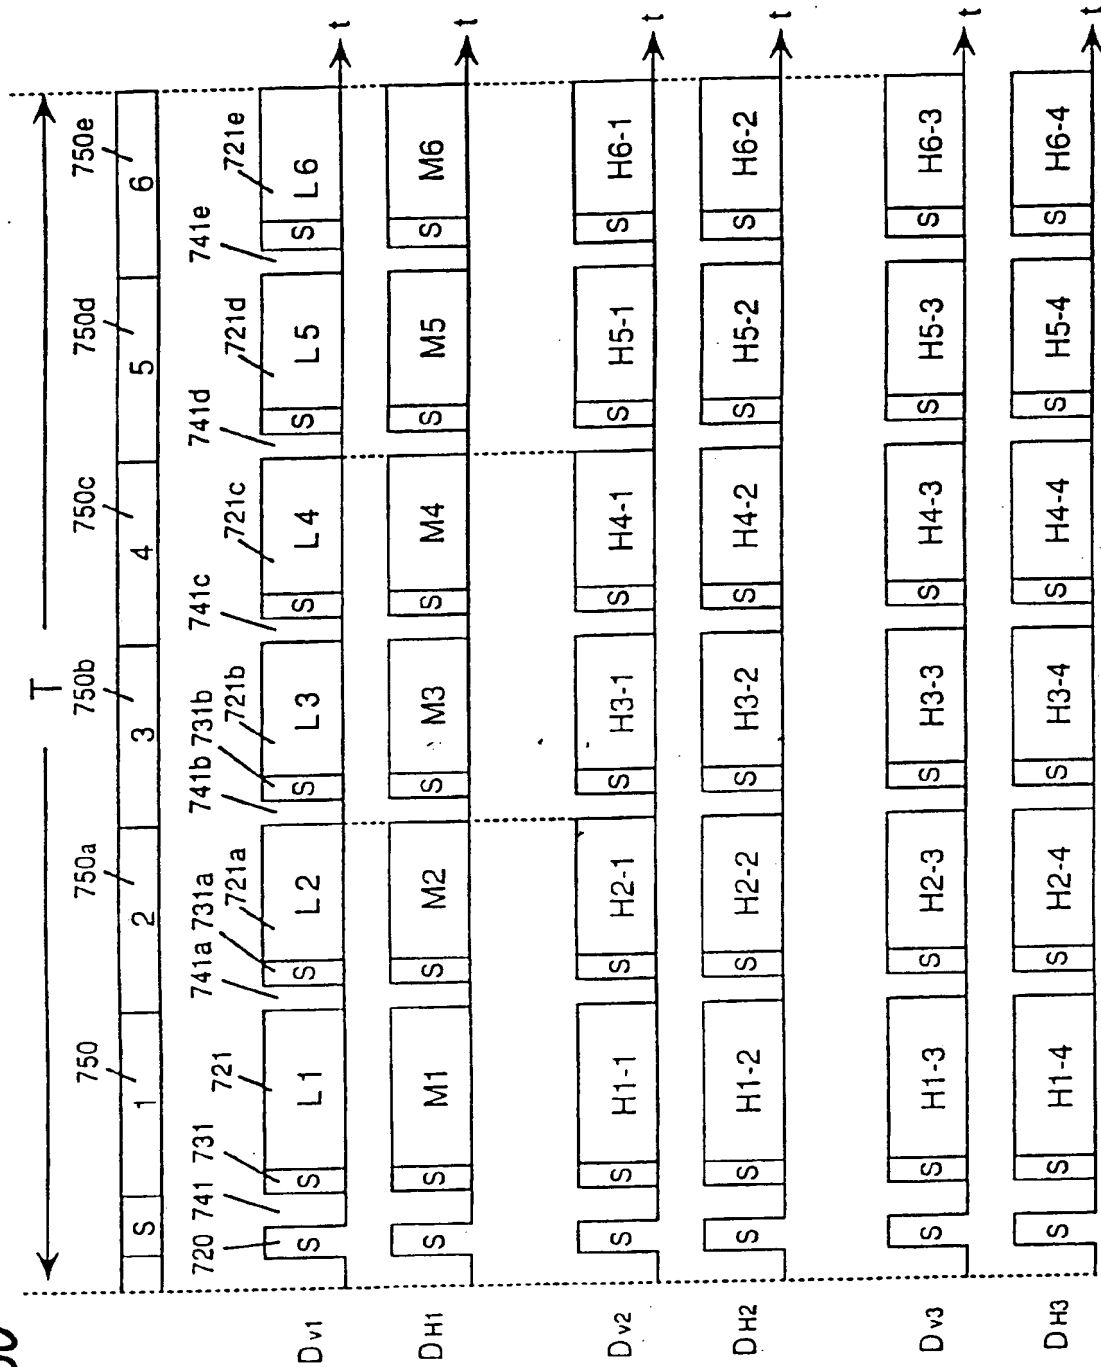 T
750 750a 750b 750c 750d 750e
S 1 2 3 4 5 6
720 741 731 721 741a 731a 721a 741b 731b 721b 741c 721c 741d 721d 741e 721e
Dv1 S S L1 S L2 S L3 S L4 S L5 S L6 t
DH1 S S M1 S M2 S M3 S M4 S M5 S M6 t
Dv2 S S H1-1 S H2-1 S H3-1 S H4-1 S H5-1 S H6-1 t
DH2 S S H1-2 S H2-2 S H3-2 S H4-2 S H5-2 S H6-2 t
Dv3 S S H1-3 S H2-3 S H3-3 S H4-3 S H5-3 S H6-3 t
DH3 S S H1-4 S H2-4 S H3-4 S H4-4 S H5-4 S H6-4 t